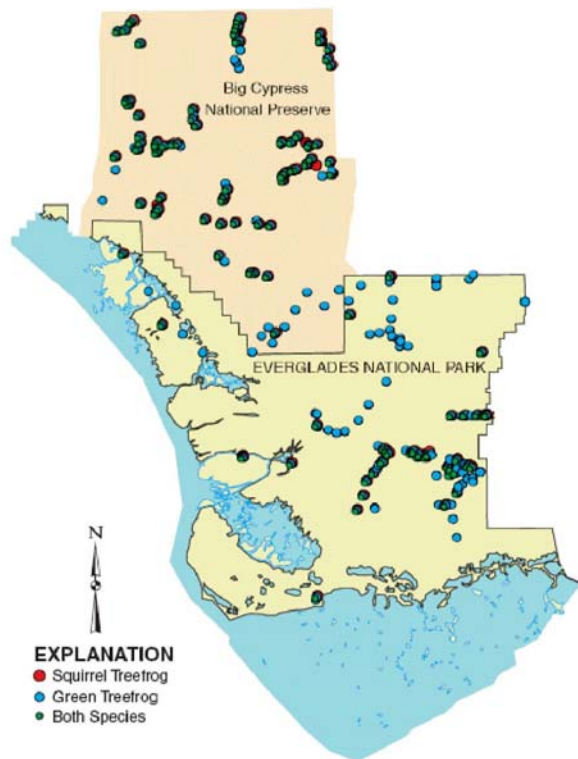 Big Cypress
National Preserve
EVERGLADES NATIONAL PARK
N
EXPLANATION
Squirrel Treefrog
Green Treefrog
Both Species